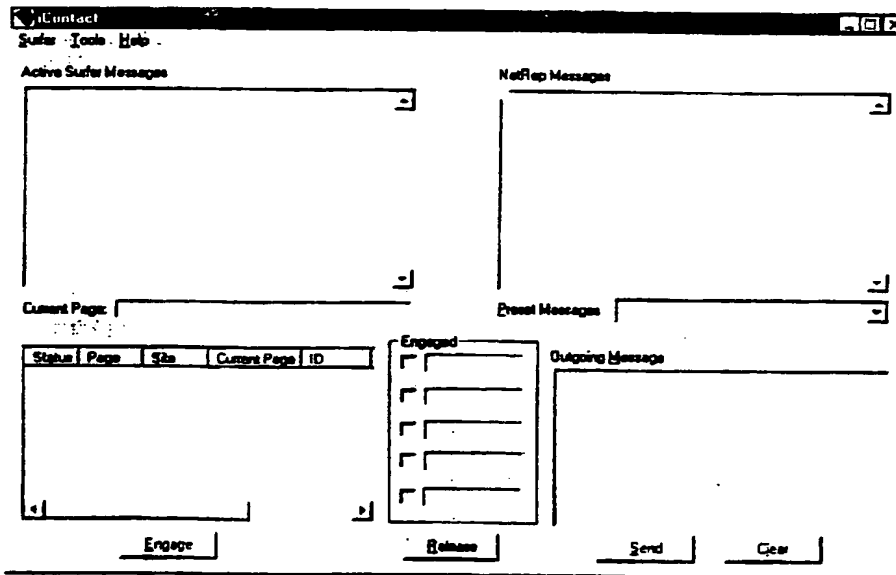 iContact
Surfer Tools Help
Active Surfer Messages
NetRep Messages
Current Page:
Preset Messages
Status Page Site Current Page ID
Engaged
Outgoing Message
Engage
Release
Send
Clear